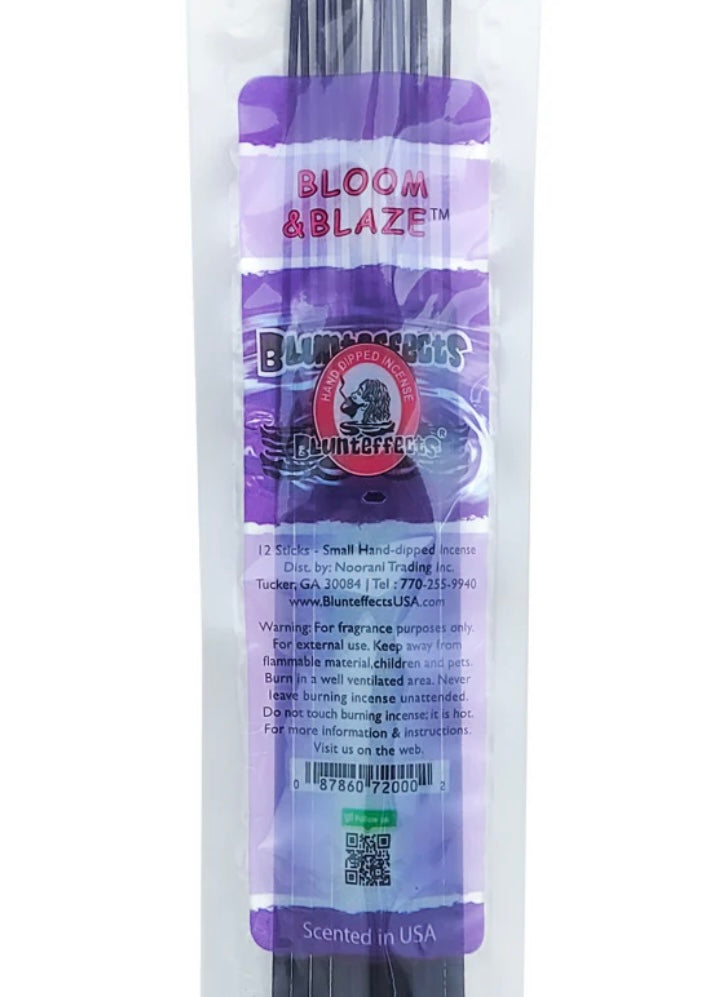 BLOOM
&BLAZE™
Blunteffects
HAND DIPPED INCENSE
Blunteffects®
12 Sticks - Small Hand-dipped Incense
Dist. by: Noorani Trading Inc.
Tucker, GA 30084 | Tel : 770-255-9940
www.BlunteffectsUSA.com
Warning: For fragrance purposes only.
For external use. Keep away from
flammable material,children and pets.
Burn in a well ventilated area. Never
leave burning incense unattended.
Do not touch burning incense; it is hot.
For more information & instructions.
Visit us on the web.
0 87860 72000 2
Follow us
Scented in USA